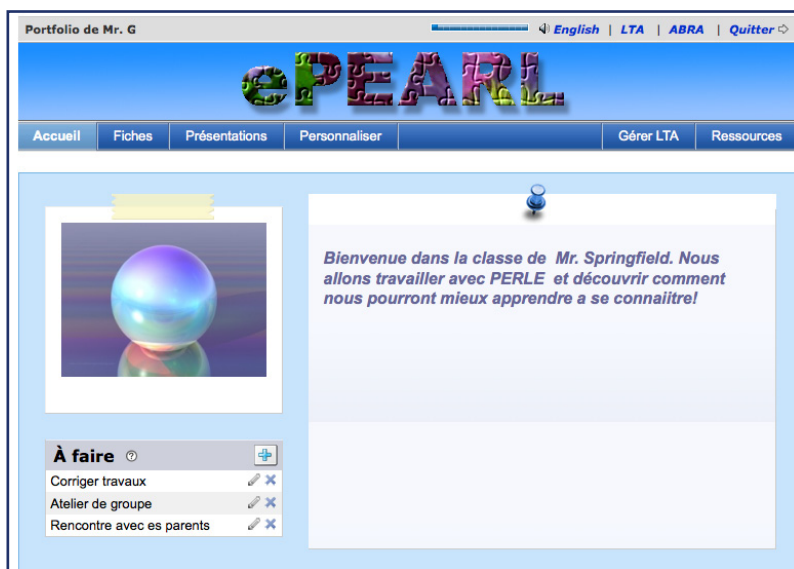 Portfolio de Mr. G
English | LTA | ABRA | Quitter
ePEARL
Accueil Fiches Présentations Personnaliser Gérer LTA Ressources
Bienvenue dans la classe de Mr. Springfield. Nous
allons travailler avec PERLE et découvrir comment
nous pourront mieux apprendre a se connaiitre!
À faire ?
Corriger travaux
Atelier de groupe
Rencontre avec es parents